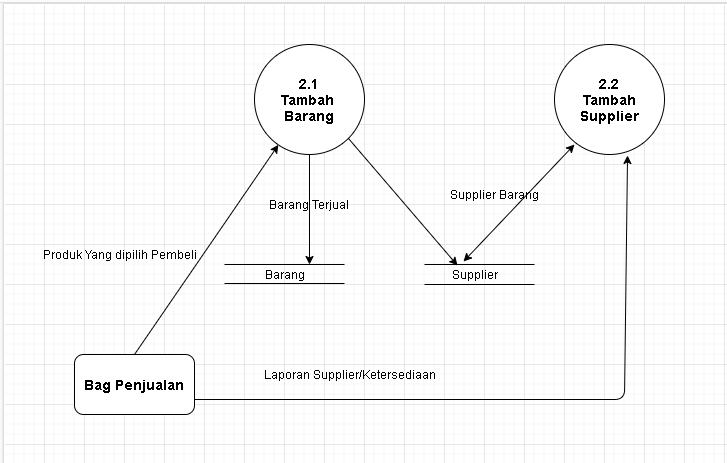 2.1
Tambah
Barang
2.2
Tambah
Supplier
Barang Terjual
Supplier Barang
Produk Yang dipilih Pembeli
Barang
Supplier
Bag Penjualan
Laporan Supplier/Ketersediaan